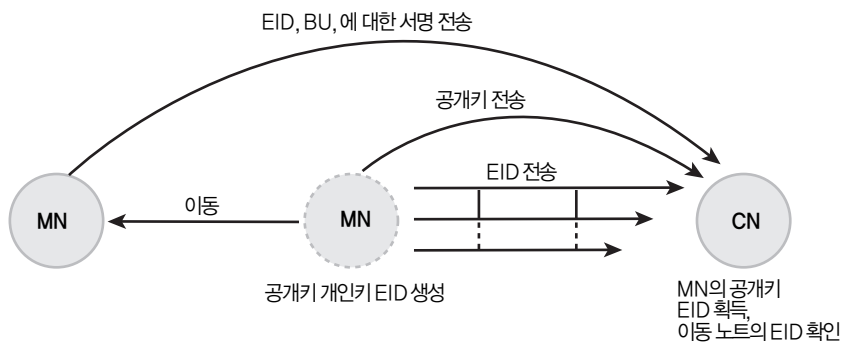 EID, BU, 에 대한 서명 전송
공개키 전송
EID 전송
MN
이동
MN
CN
공개키 개인키 EID 생성
MN의 공개키
EID 획득,
이동 노트의 EID 확인